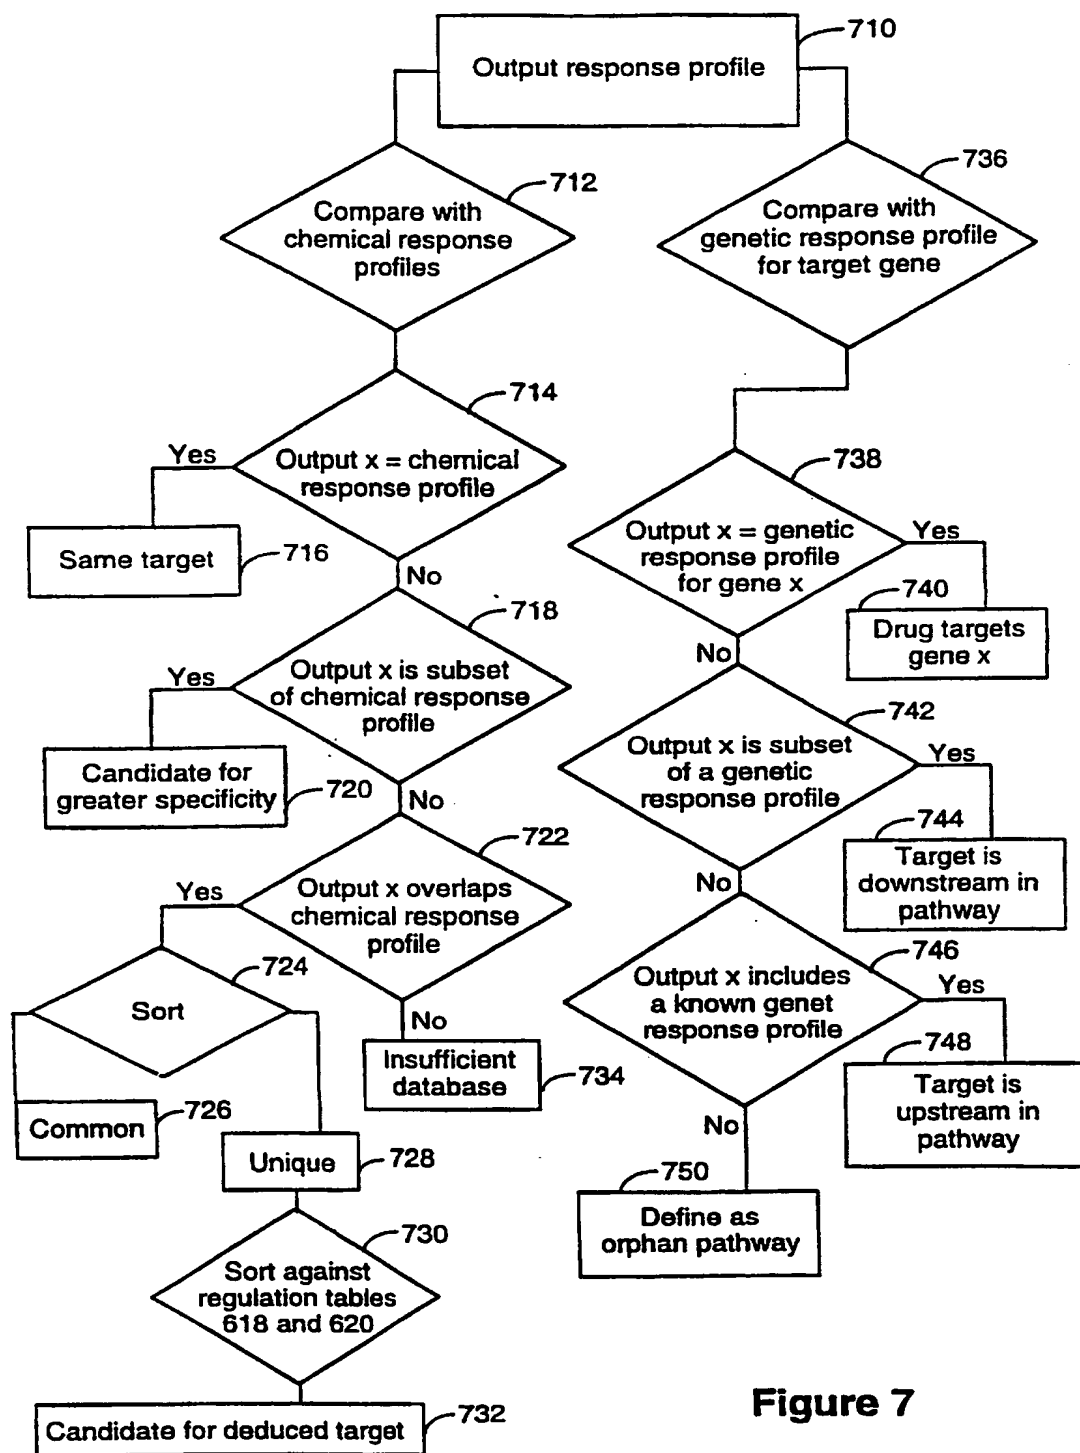 710
Output response profile
712
Compare with
chemical response
profiles
736
Compare with
genetic response profile
for target gene
714
Output x = chemical
response profile
Yes
Same target
716
No
738
Output x = genetic
response profile
for gene x
Yes
740
Drug targets
gene x
No
718
Output x is subset
of chemical response
profile
Yes
Candidate for
greater specificity
720
No
742
Output x is subset
of a genetic
response profile
Yes
744
Target is
downstream in
pathway
No
722
Output x overlaps
chemical response
profile
Yes
724
Sort
No
Insufficient
database
734
746
Output x includes
a known genet
response profile
Yes
748
Target is
upstream in
pathway
No
750
Define as
orphan pathway
726
Common
Unique
728
730
Sort against
regulation tables
618 and 620
Candidate for deduced target
732
Figure 7